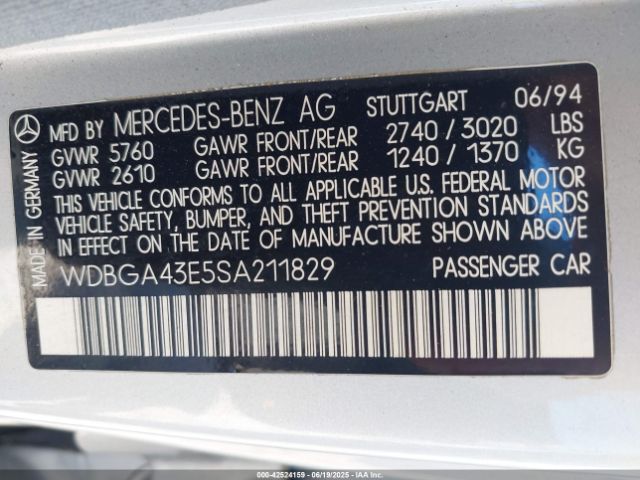 MADE IN GERMANY
MFD BY MERCEDES-BENZ AG STUTTGART 06/94
GVWR 5760 GAWR FRONT/REAR 2740 / 3020 LBS
GVWR 2610 GAWR FRONT/REAR 1240 / 1370 KG
THIS VEHICLE CONFORMS TO ALL APPLICABLE U.S. FEDERAL MOTOR
VEHICLE SAFETY, BUMPER, AND THEFT PREVENTION STANDARDS
IN EFFECT ON THE DATE OF MANUFACTURE SHOWN ABOVE.
WDBGA43E5SA211829 PASSENGER CAR
000-42524159 - 06/19/2025 - IAAI.COM